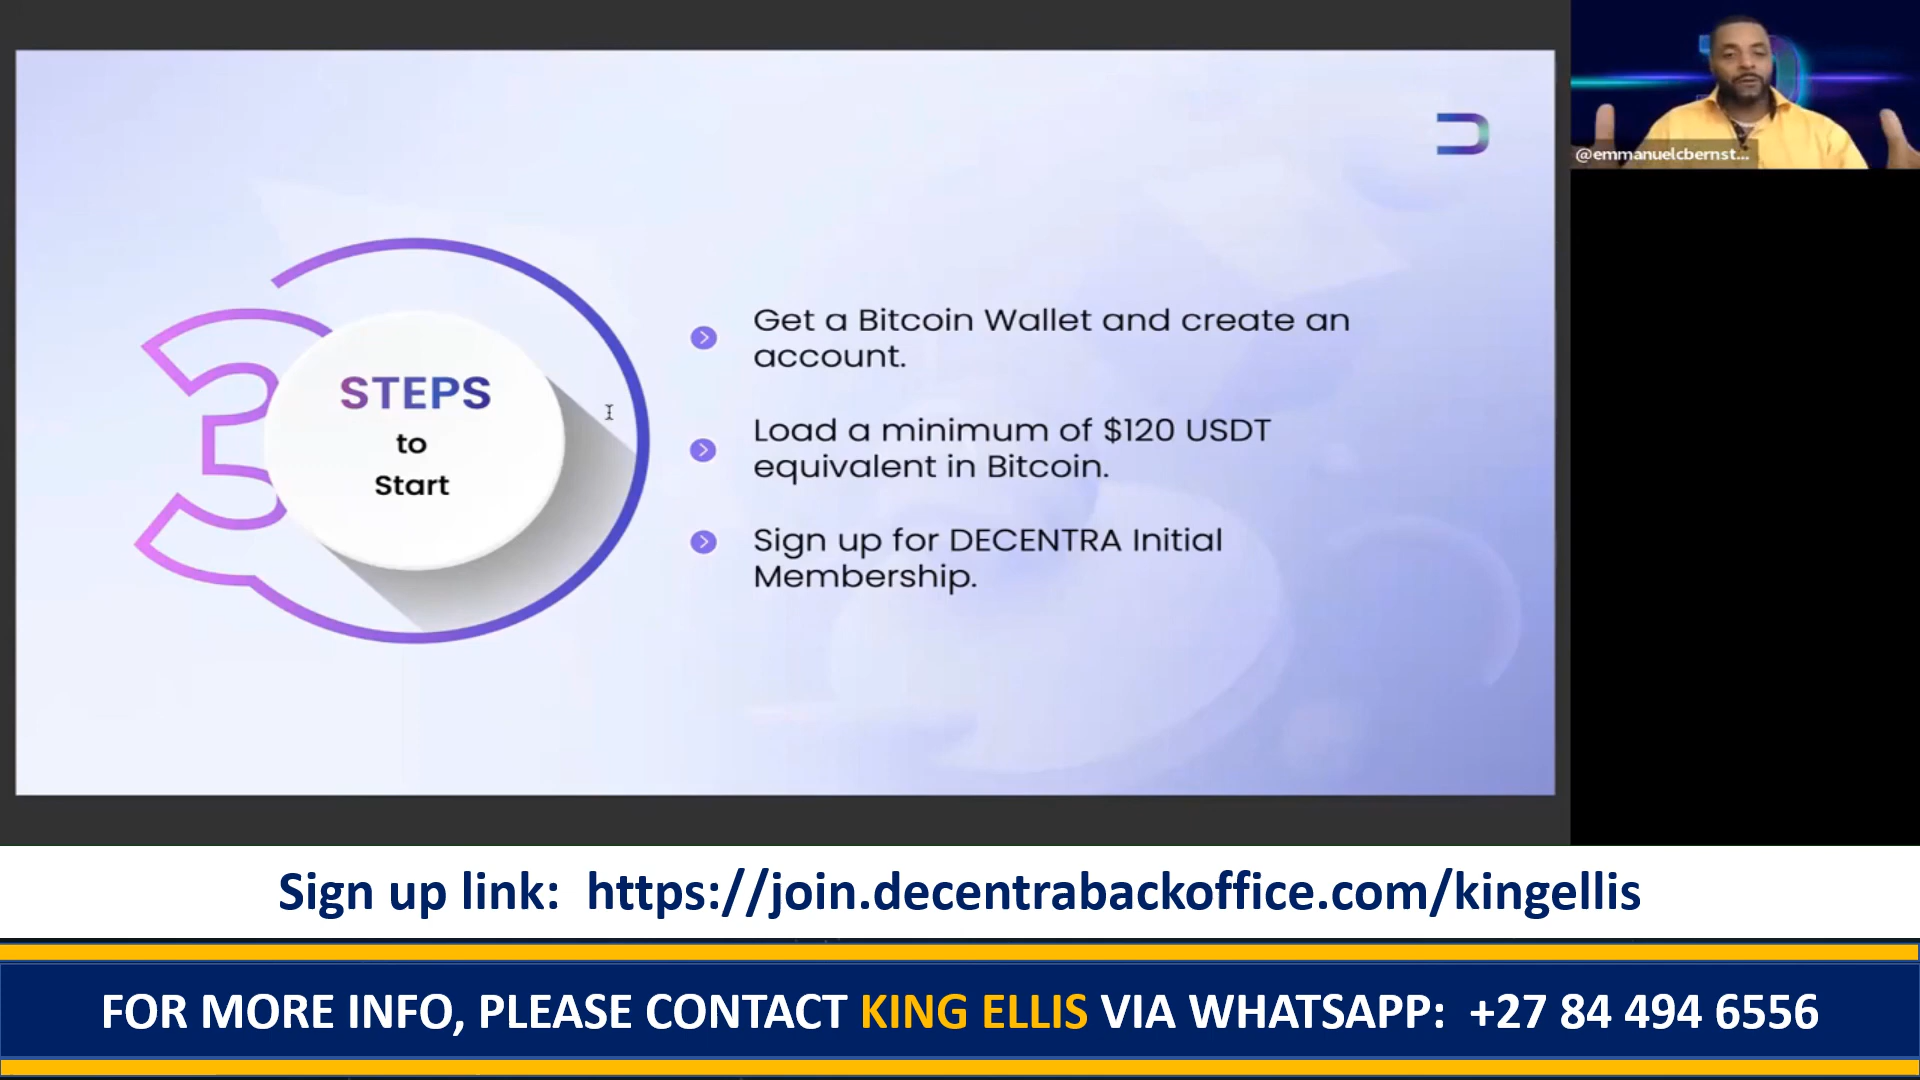 @emmanuelcbernst...
3
STEPS
to
Start
Get a Bitcoin Wallet and create an
account.
Load a minimum of $120 USDT
equivalent in Bitcoin.
Sign up for DECENTRA Initial
Membership.
Sign up link: https://join.decentrabackoffice.com/kingellis
FOR MORE INFO, PLEASE CONTACT KING ELLIS VIA WHATSAPP: +27 84 494 6556